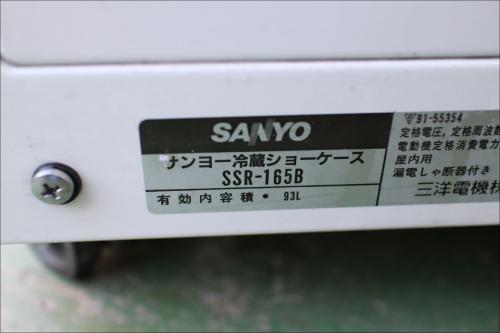 SANYO
サンヨー冷蔵ショーケース
SSR-165B
有効内容積・ 93L
▽91-55354
定格電圧，定格周波数
電動機定格消費電力
屋内用
漏電しゃ断器付き
三洋電機株